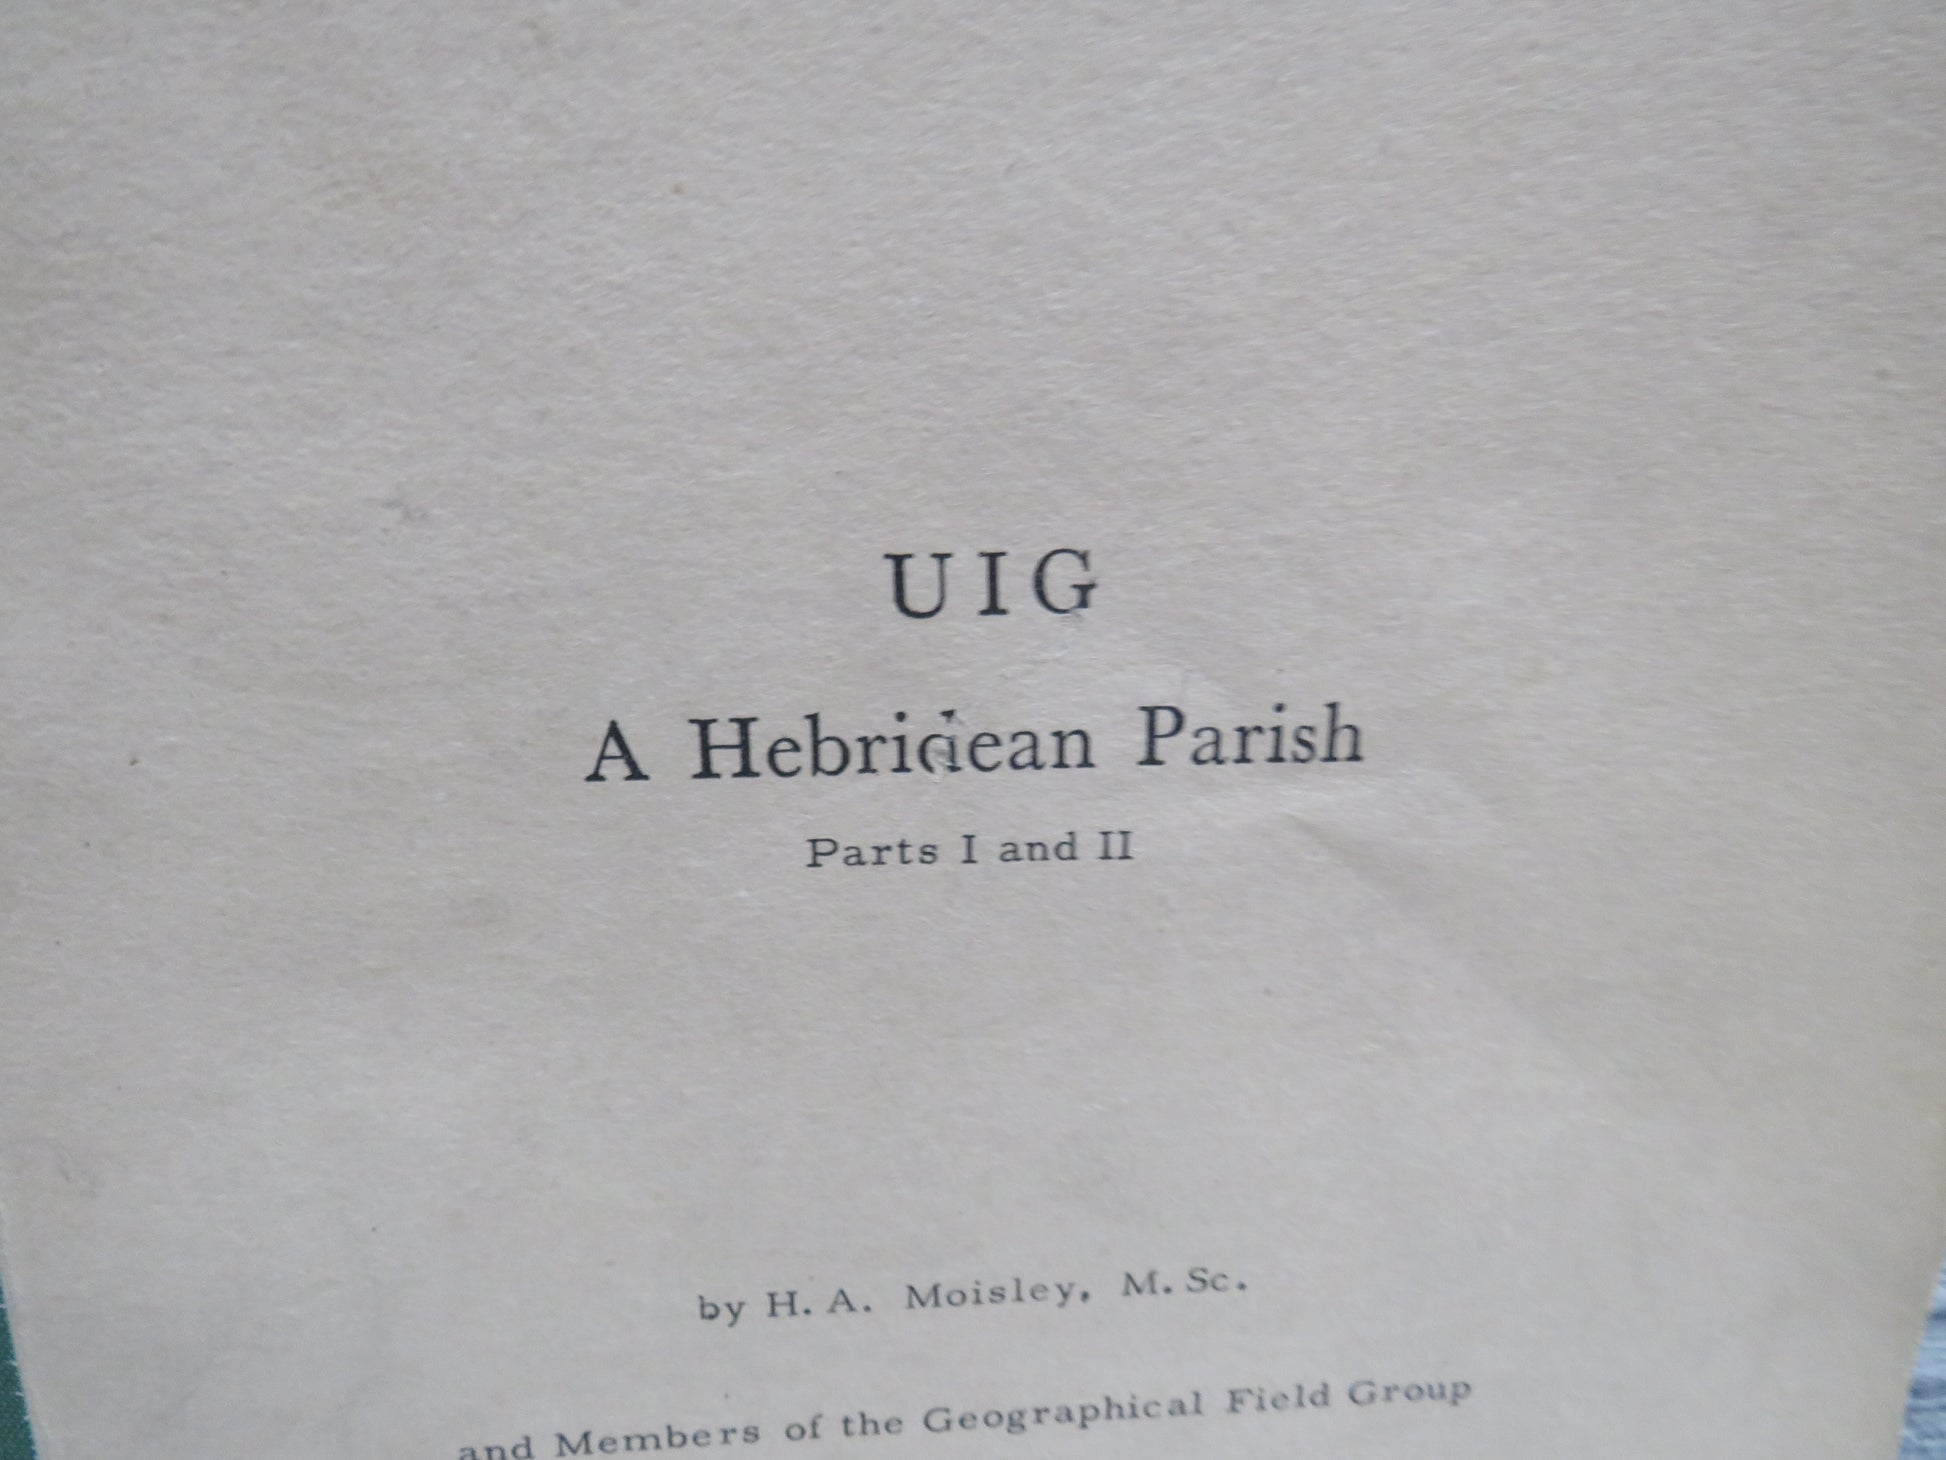 UIG
A Hebridean Parish
Parts I and II
by H. A. Moisley, M. Sc.
and Members of the Geographical Field Group